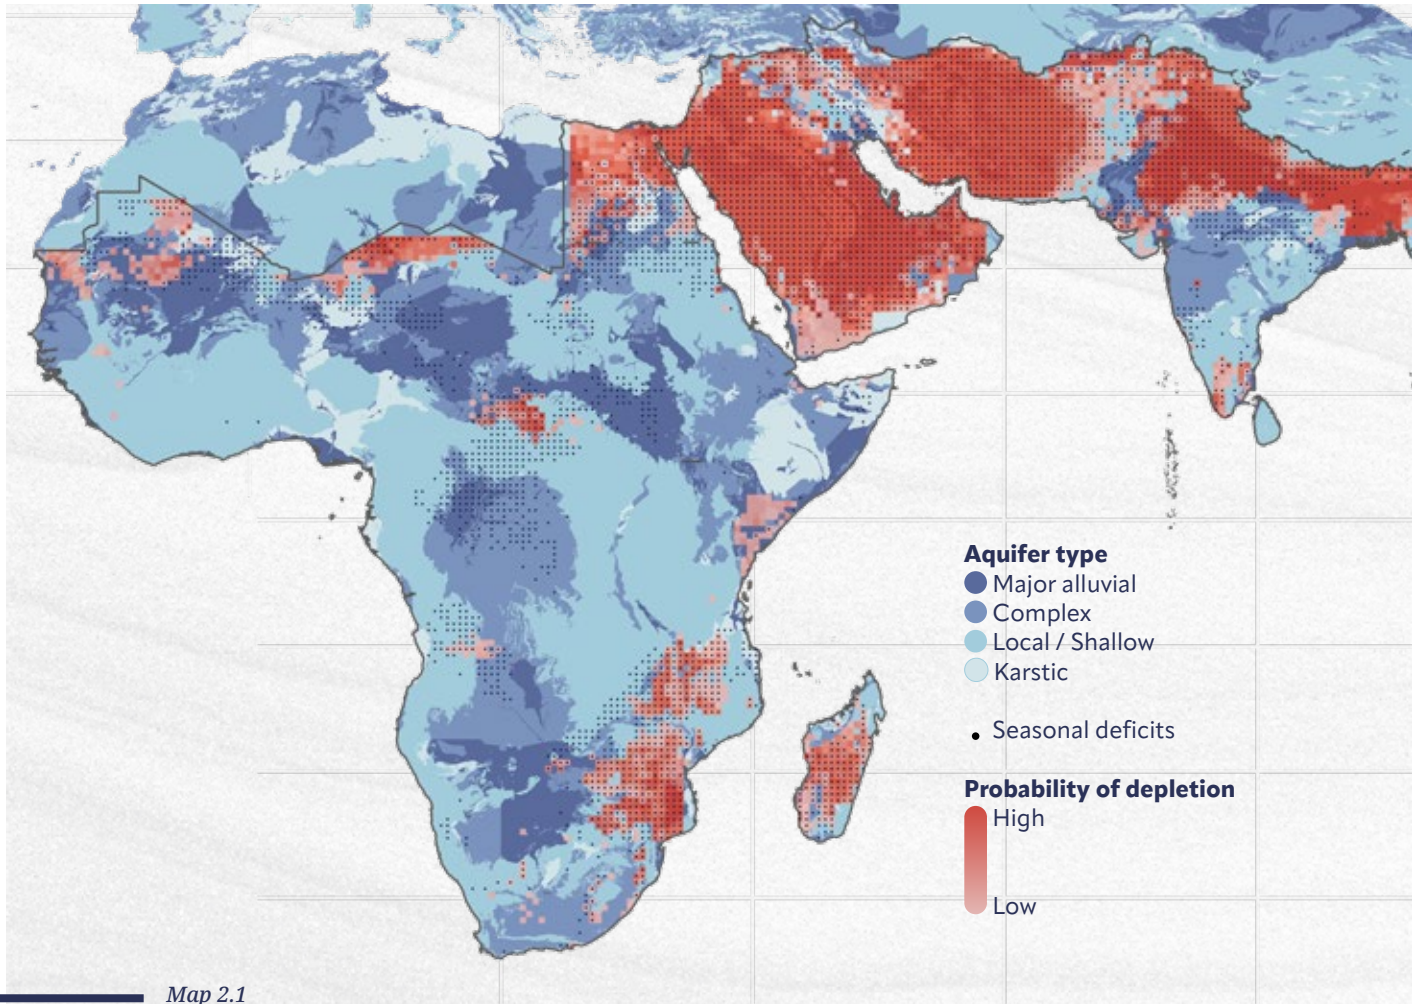 Aquifer type
Major alluvial
Complex
Local / Shallow
Karstic
Seasonal deficits
Probability of depletion
High
Low
Map 2.1